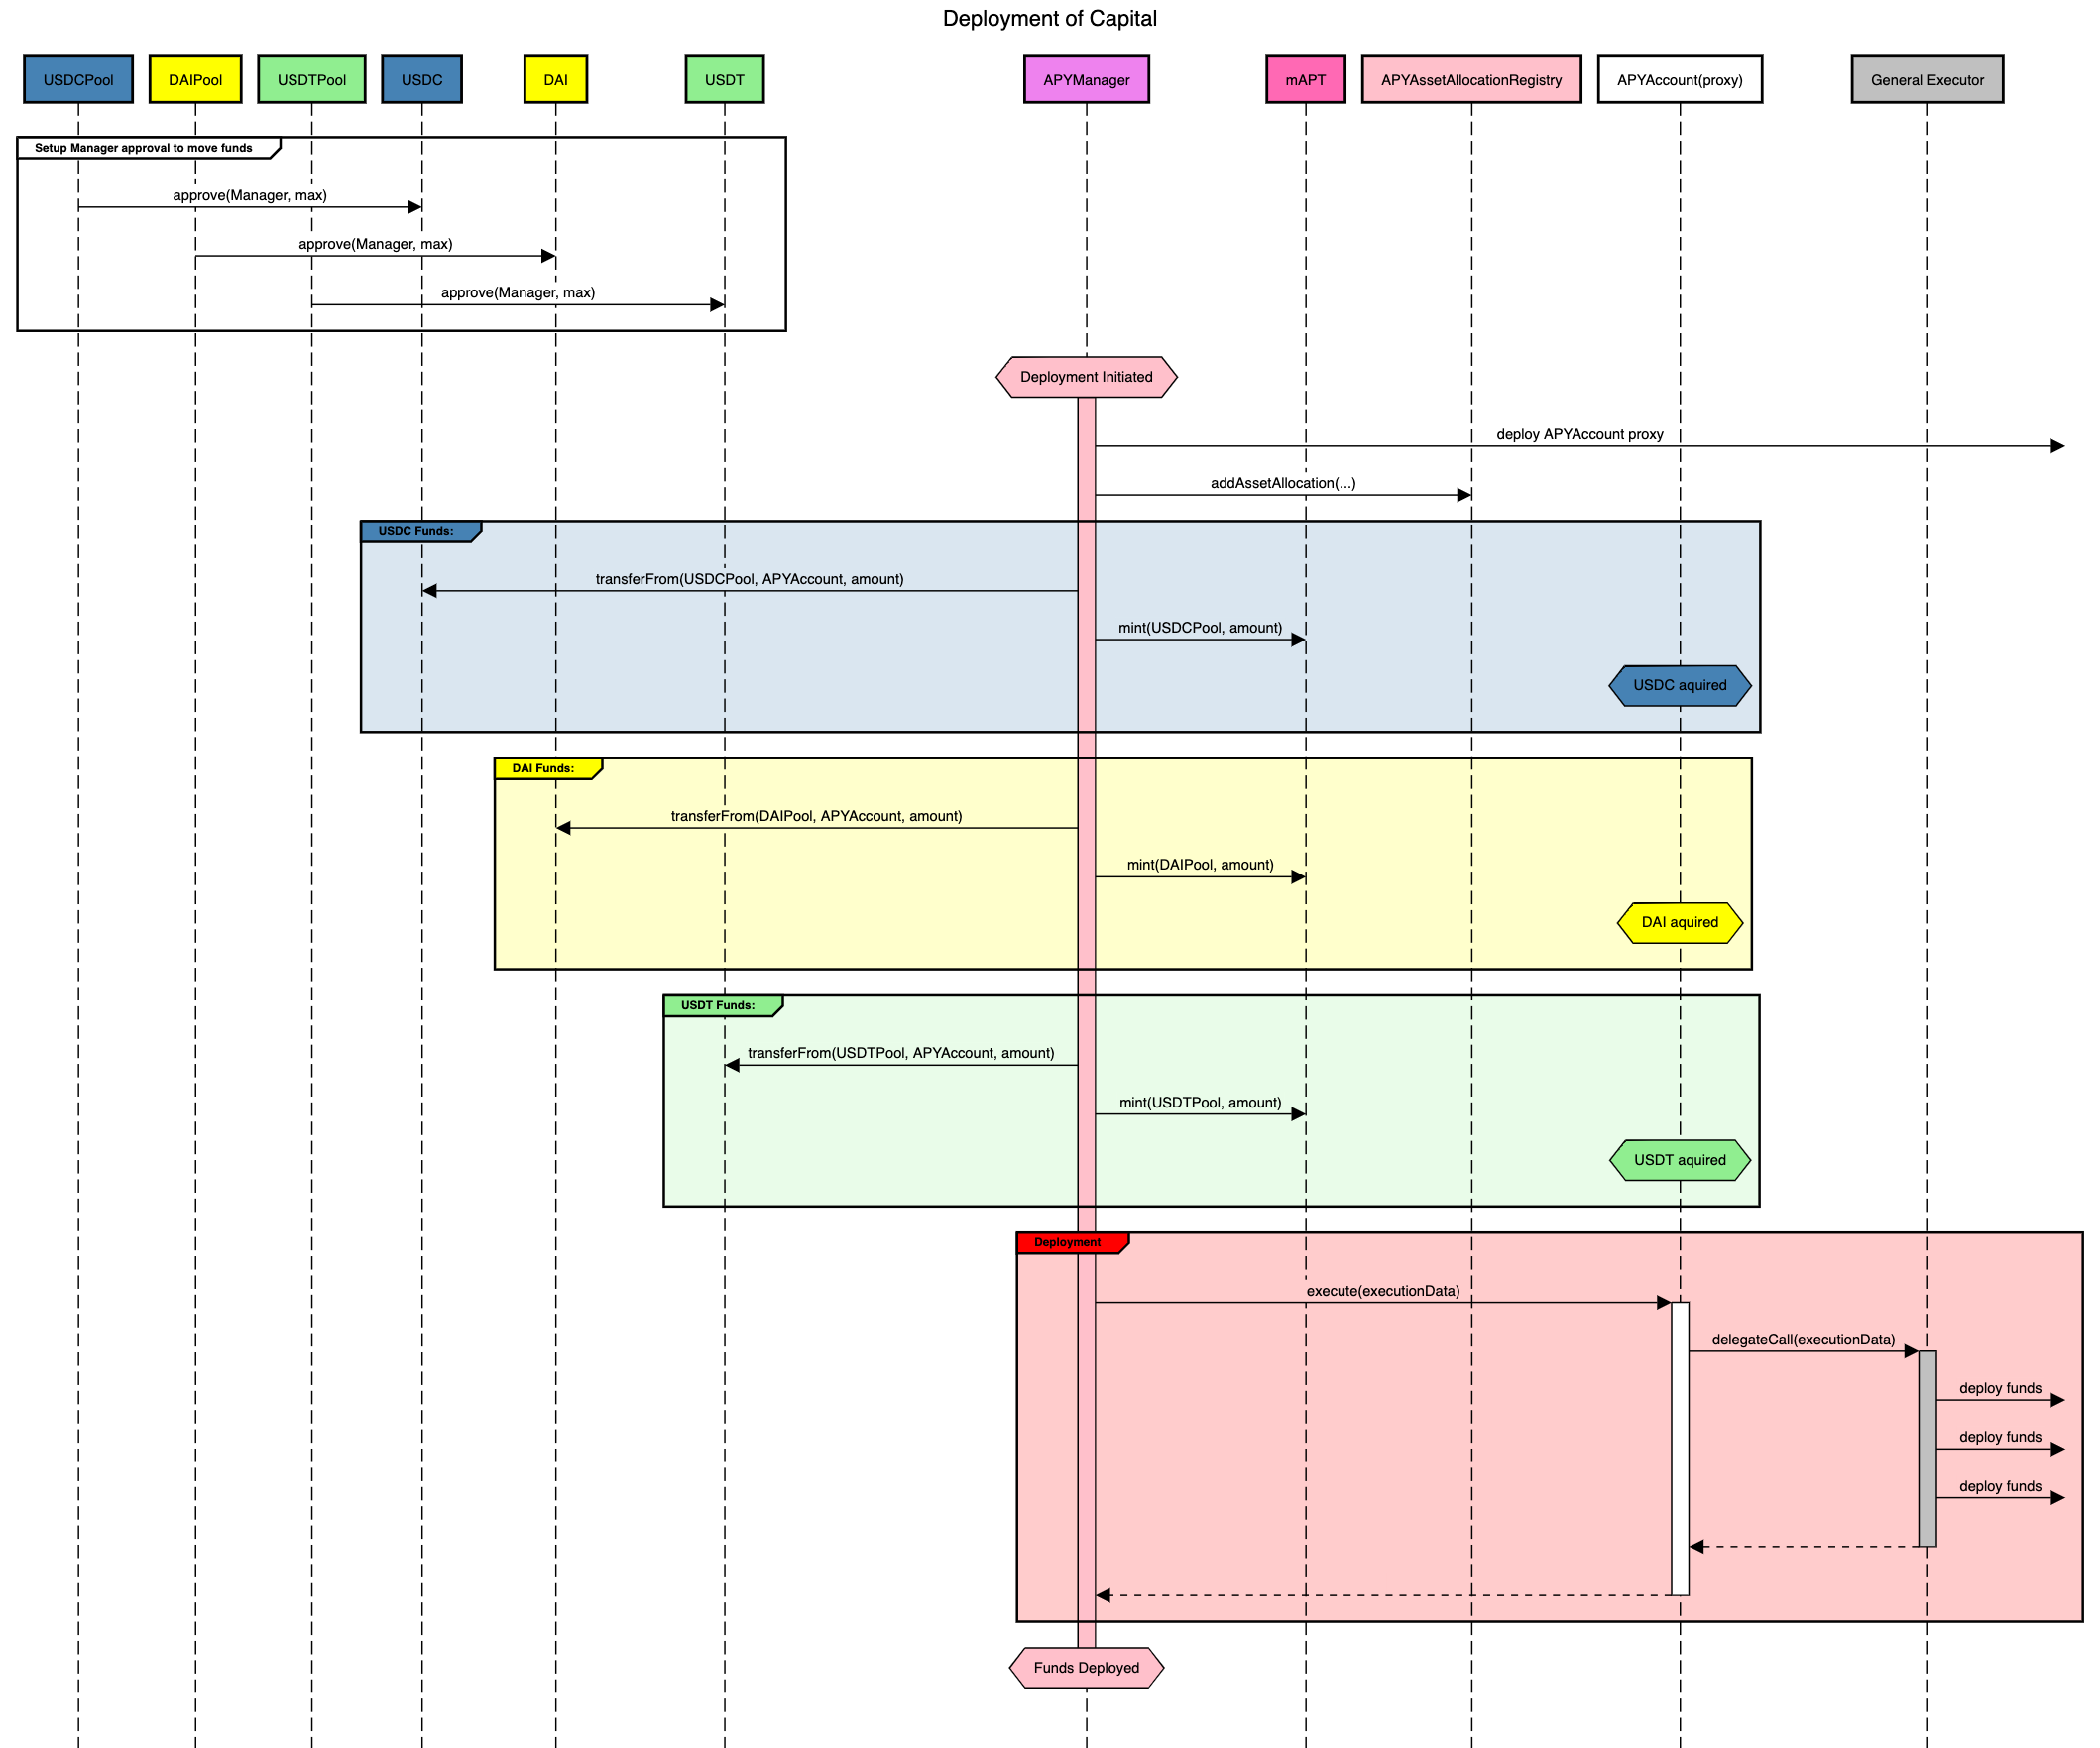 Deployment of Capital
USDCPool
DAIPool
USDTPool
USDC
DAI
USDT
APYManager
mAPT
APYAssetAllocationRegistry
APYAccount(proxy)
General Executor
Setup Manager approval to move funds
approve(Manager, max)
approve(Manager, max)
approve(Manager, max)
Deployment Initiated
deploy APYAccount proxy
addAssetAllocation(...)
USDC Funds:
transferFrom(USDCPool, APYAccount, amount)
mint(USDCPool, amount)
USDC aquired
DAI Funds:
transferFrom(DAIPool, APYAccount, amount)
mint(DAIPool, amount)
DAI aquired
USDT Funds:
transferFrom(USDTPool, APYAccount, amount)
mint(USDTPool, amount)
USDT aquired
Deployment
execute(executionData)
delegateCall(executionData)
deploy funds
deploy funds
deploy funds
Funds Deployed